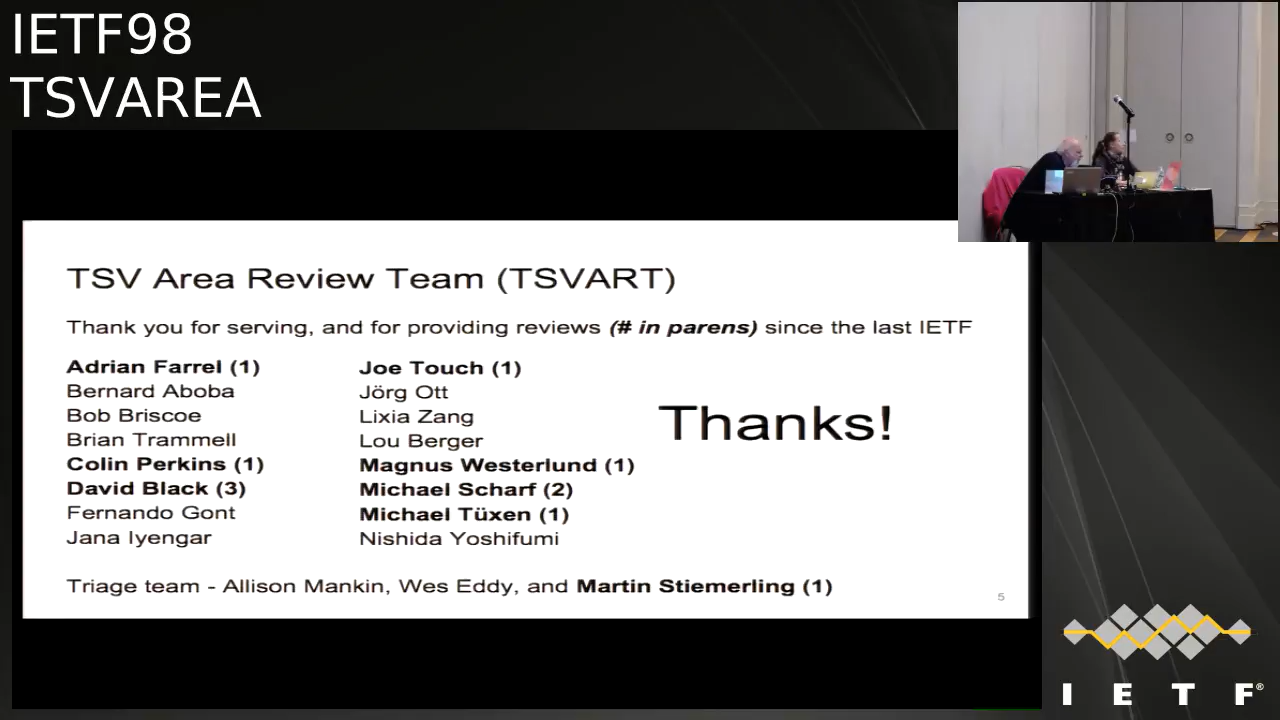 IETF98
TSVAREA
TSV Area Review Team (TSVART)
Thank you for serving, and for providing reviews (# in parens) since the last IETF
Adrian Farrel (1)
Bernard Aboba
Bob Briscoe
Brian Trammell
Colin Perkins (1)
David Black (3)
Fernando Gont
Jana Iyengar
Joe Touch (1)
Jörg Ott
Lixia Zang
Lou Berger
Magnus Westerlund (1)
Michael Scharf (2)
Michael Tüxen (1)
Nishida Yoshifumi
Thanks!
Triage team - Allison Mankin, Wes Eddy, and Martin Stiemerling (1)
5
I E T F®